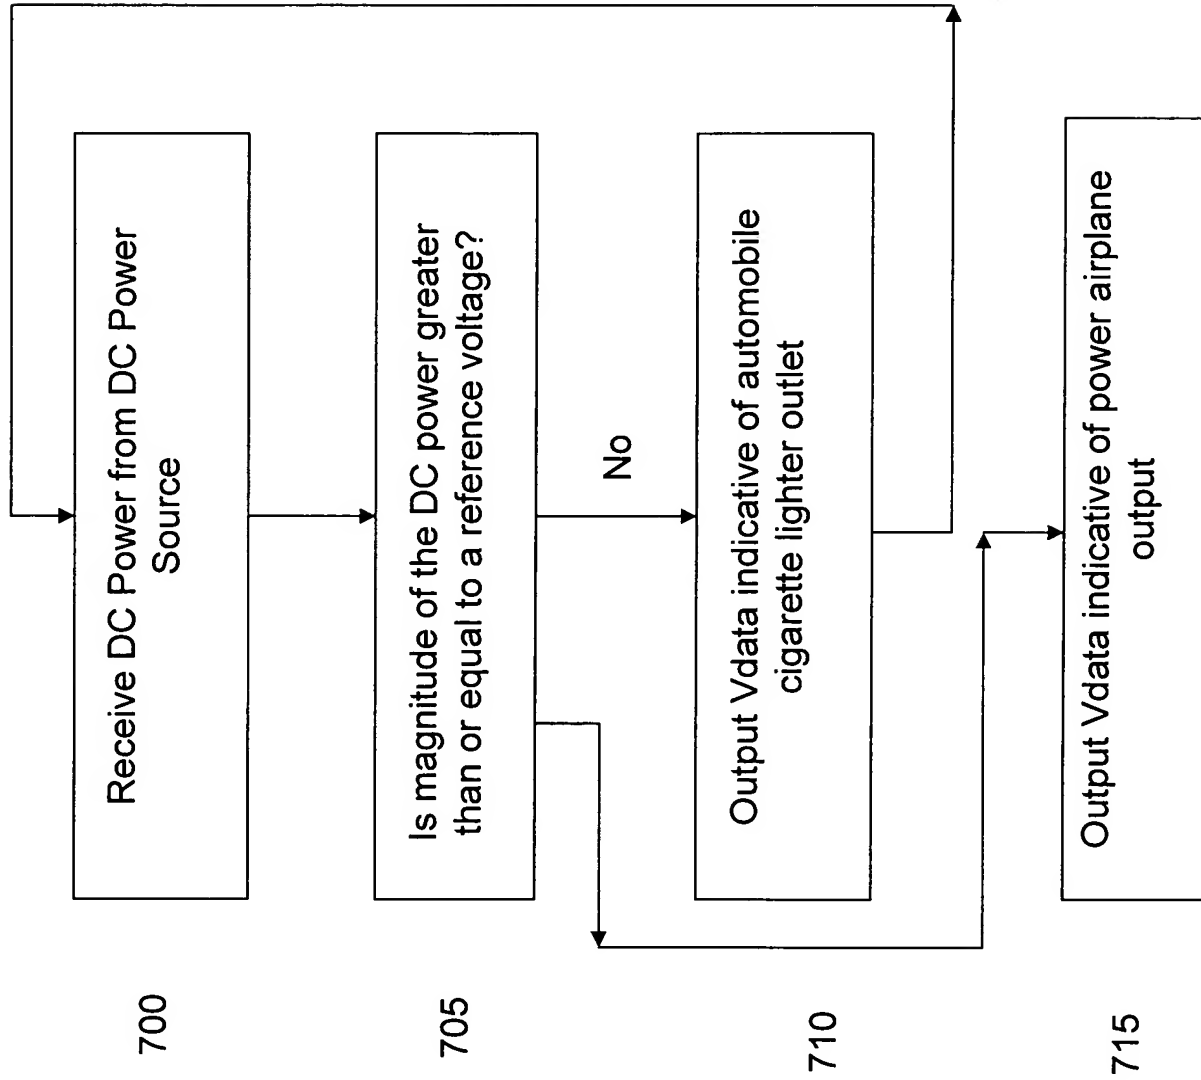 700
Receive DC Power from DC Power
Source
705
Is magnitude of the DC power greater
than or equal to a reference voltage?
No
710
Output Vdata indicative of automobile
cigarette lighter outlet
715
Output Vdata indicative of power airplane
output